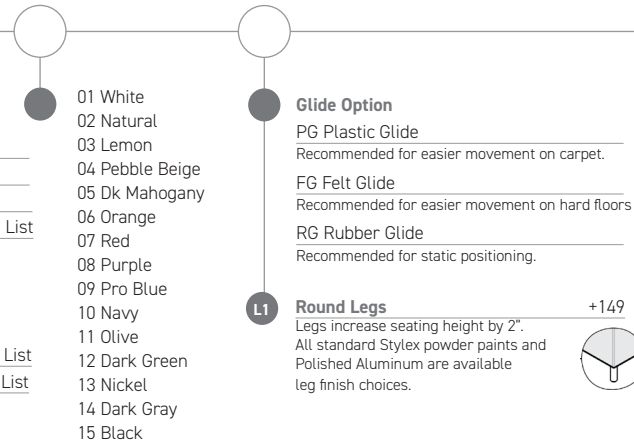 List
List
List
01 White
02 Natural
03 Lemon
04 Pebble Beige
05 Dk Mahogany
06 Orange
07 Red
08 Purple
09 Pro Blue
10 Navy
11 Olive
12 Dark Green
13 Nickel
14 Dark Gray
15 Black
Glide Option
PG Plastic Glide
Recommended for easier movement on carpet.
FG Felt Glide
Recommended for easier movement on hard floors
RG Rubber Glide
Recommended for static positioning.
L1 Round Legs +149
Legs increase seating height by 2".
All standard Stylex powder paints and
Polished Aluminum are available
leg finish choices.